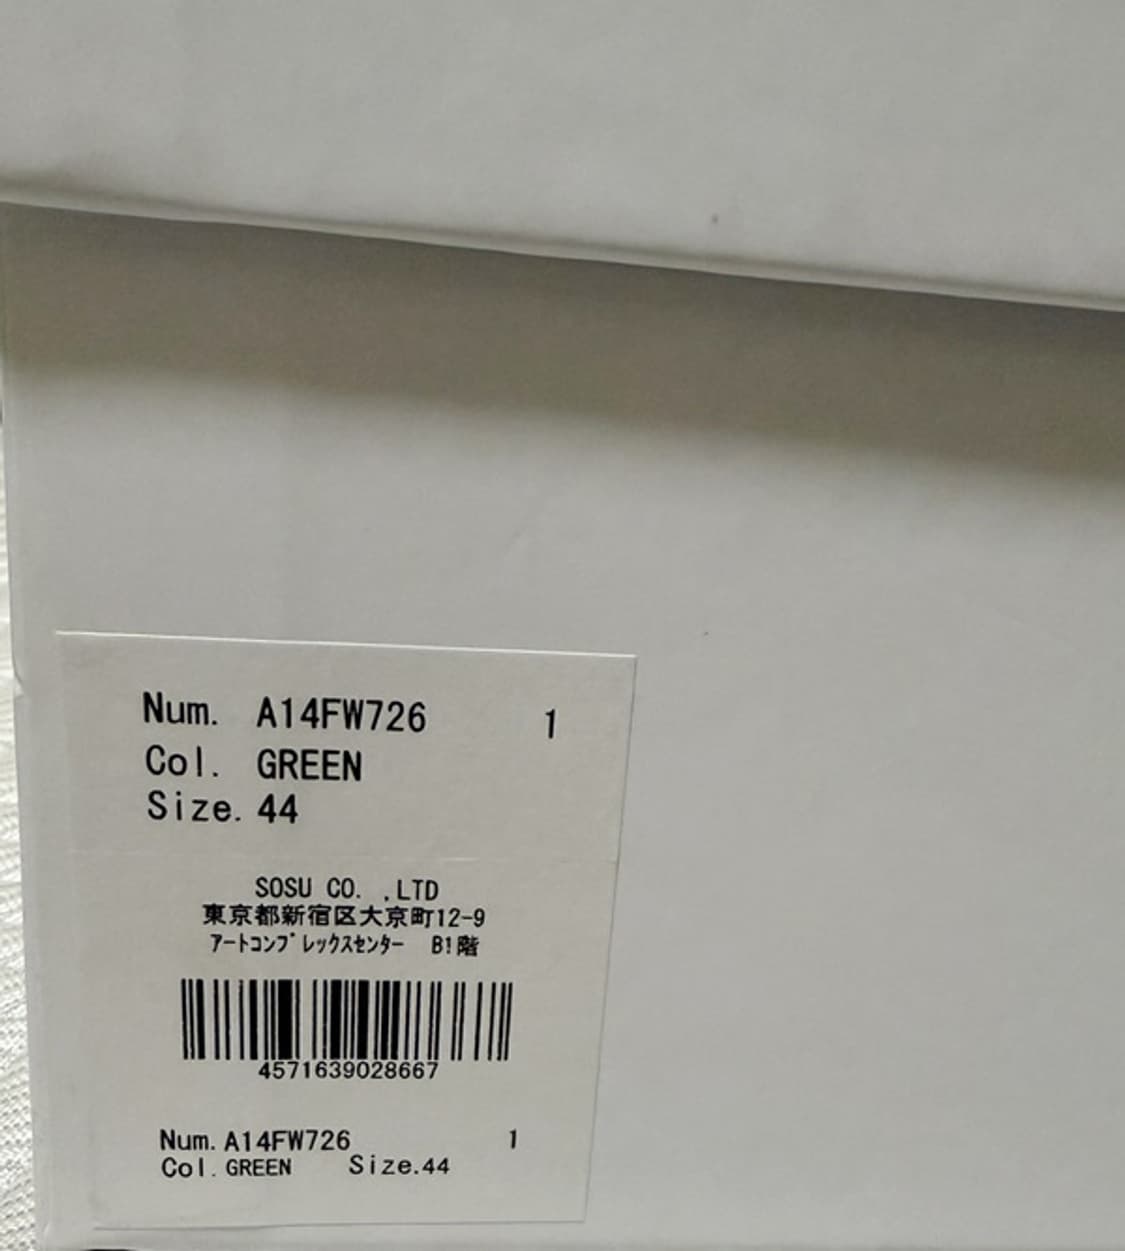 Num. A14FW726 1
Col. GREEN
Size. 44
SOSU CO. ,LTD
東京都新宿区大京町12-9
ｱｰﾄｺﾝﾌﾟﾚｯｸｽｾﾝﾀｰ B1階
4571639028667
Num. A14FW726 1
Col. GREEN Size.44